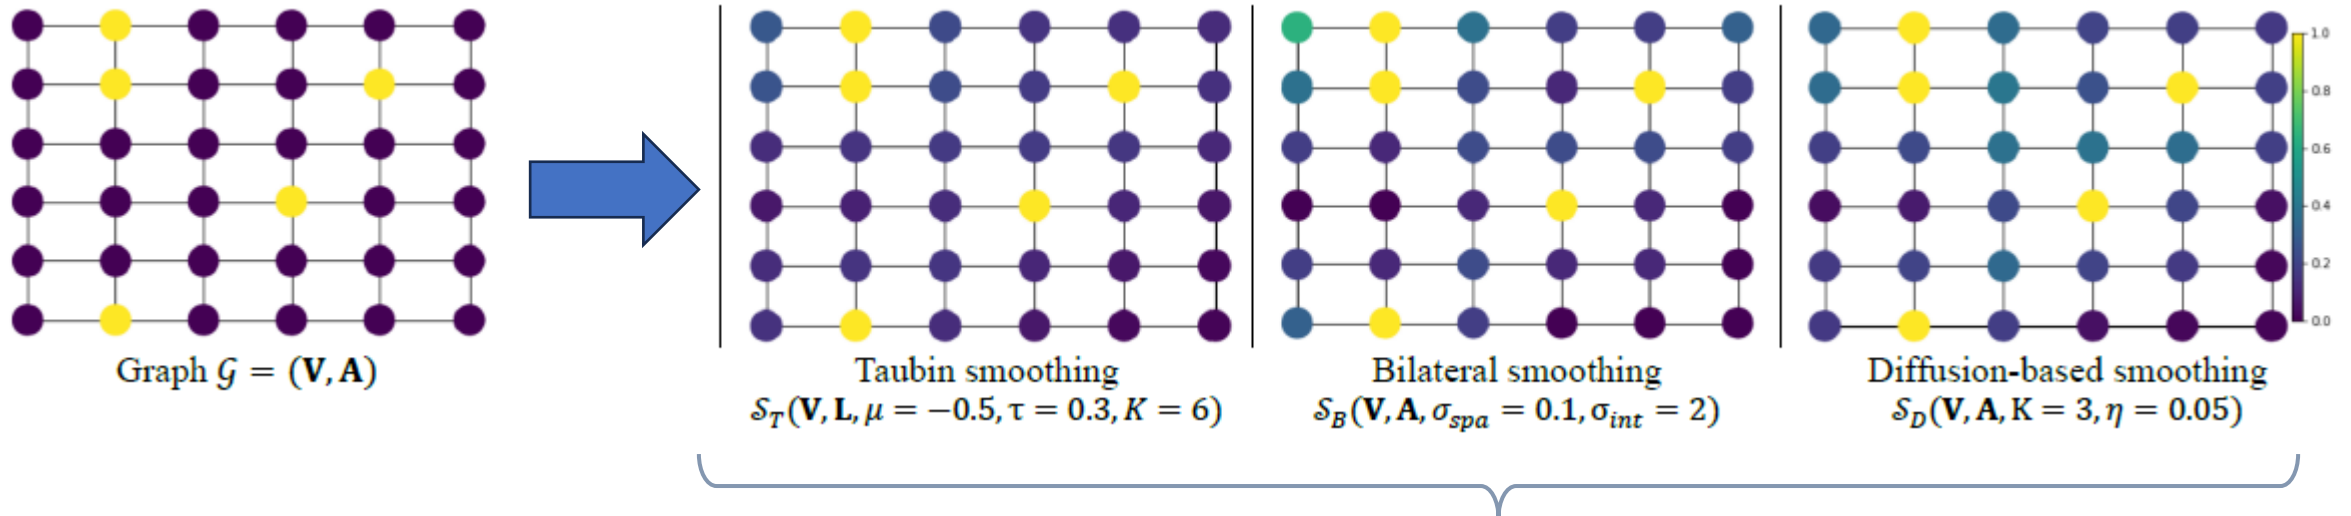 1.0
0.8
0.6
0.4
0.2
0.0
Graph 𝒢 = (V, A)
Taubin smoothing
𝒮_T(V, L, μ = −0.5, τ = 0.3, K = 6)
Bilateral smoothing
𝒮_B(V, A, σ_spa = 0.1, σ_int = 2)
Diffusion-based smoothing
𝒮_D(V, A, K = 3, η = 0.05)